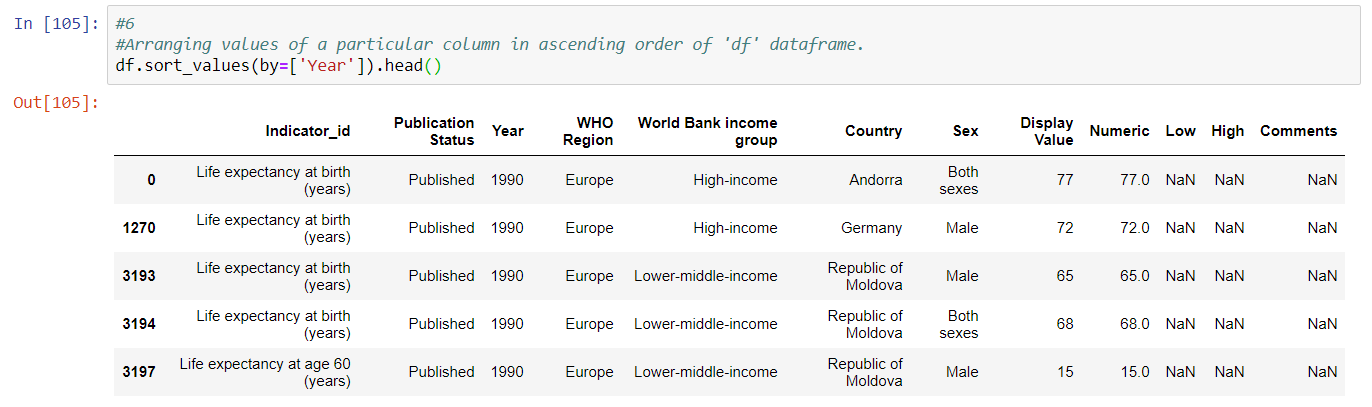 In [105]: #6
#Arranging values of a particular column in ascending order of 'df' dataframe.
df.sort_values(by=['Year']).head()
Out[105]:
Indicator_id Publication Status Year WHO Region World Bank income group Country Sex Display Value Numeric Low High Comments
0 Life expectancy at birth (years) Published 1990 Europe High-income Andorra Both sexes 77 77.0 NaN NaN NaN
1270 Life expectancy at birth (years) Published 1990 Europe High-income Germany Male 72 72.0 NaN NaN NaN
3193 Life expectancy at birth (years) Published 1990 Europe Lower-middle-income Republic of Moldova Male 65 65.0 NaN NaN NaN
3194 Life expectancy at birth (years) Published 1990 Europe Lower-middle-income Republic of Moldova Both sexes 68 68.0 NaN NaN NaN
3197 Life expectancy at age 60 (years) Published 1990 Europe Lower-middle-income Republic of Moldova Male 15 15.0 NaN NaN NaN